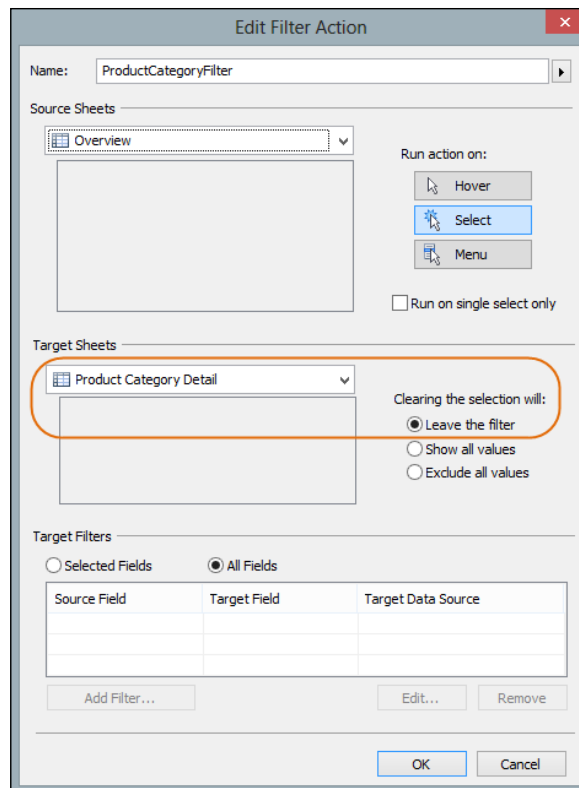 Edit Filter Action
Name: ProductCategoryFilter
Source Sheets
Overview
Run action on:
Hover
Select
Menu
Run on single select only
Target Sheets
Product Category Detail
Clearing the selection will:
Leave the filter
Show all values
Exclude all values
Target Filters
Selected Fields All Fields
Source Field Target Field Target Data Source
Add Filter... Edit... Remove
OK Cancel